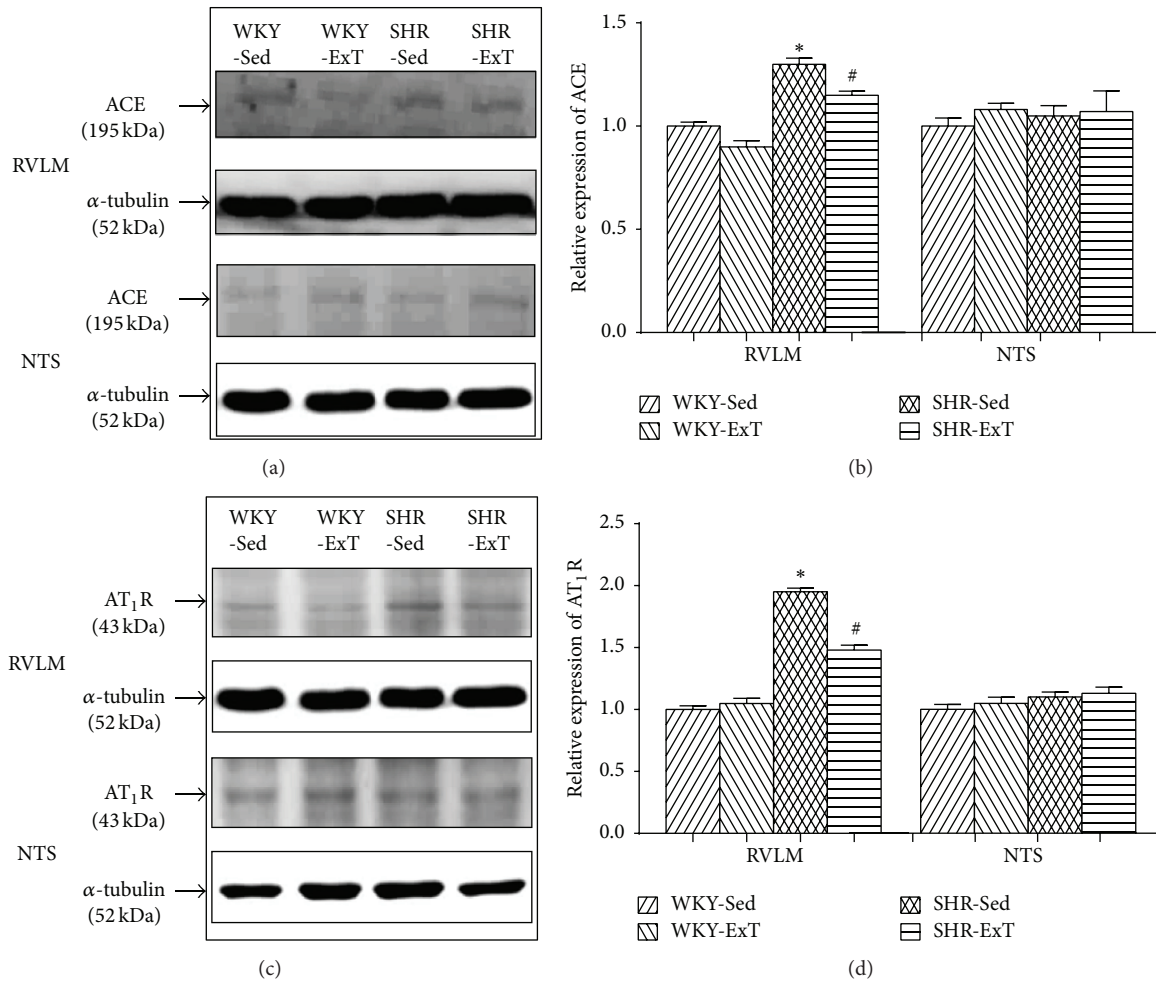 WKY WKY SHR SHR
-Sed -ExT -Sed -ExT
ACE
(195 kDa)
RVLM
α-tubulin
(52 kDa)
ACE
(195 kDa)
NTS
α-tubulin
(52 kDa)
(a)
Relative expression of ACE
1.5
1.0
0.5
0.0
*
#
RVLM NTS
WKY-Sed SHR-Sed
WKY-ExT SHR-ExT
(b)
WKY WKY SHR SHR
-Sed -ExT -Sed -ExT
AT₁R
(43 kDa)
RVLM
α-tubulin
(52 kDa)
AT₁R
(43 kDa)
NTS
α-tubulin
(52 kDa)
(c)
Relative expression of AT₁R
2.5
2.0
1.5
1.0
0.5
0.0
*
#
RVLM NTS
WKY-Sed SHR-Sed
WKY-ExT SHR-ExT
(d)